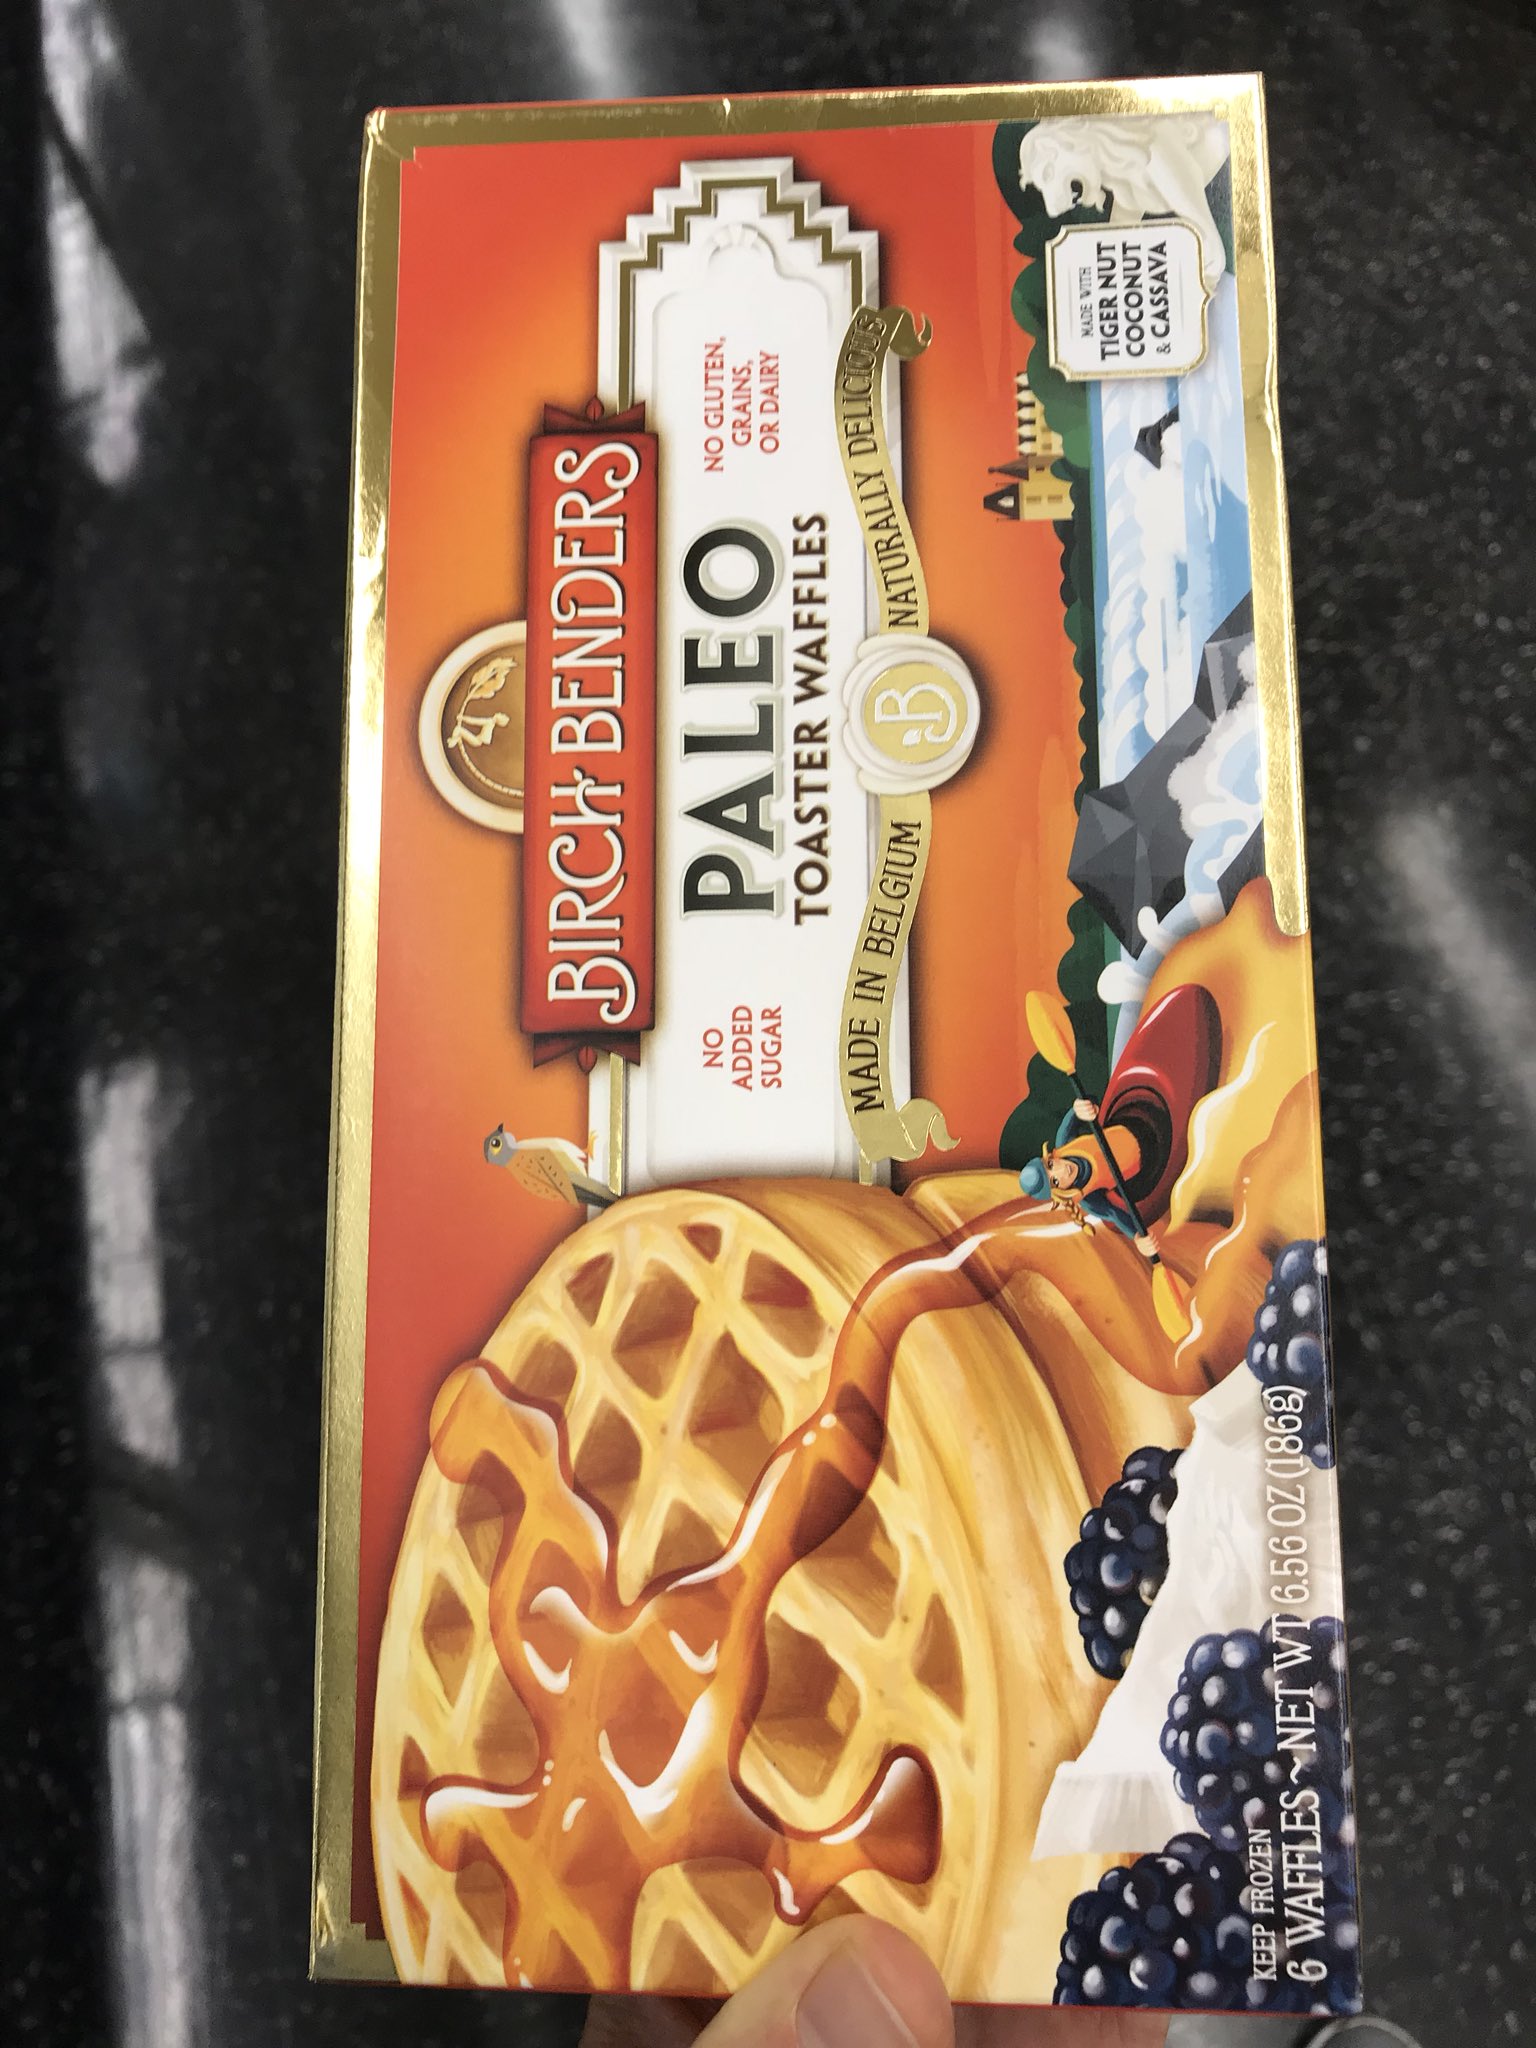 BIRCH BENDERS
NO
ADDED
SUGAR
PALEO
TOASTER WAFFLES
NO GLUTEN,
GRAINS,
OR DAIRY
MADE IN BELGIUM
B
NATURALLY DELICIOUS
MADE WITH
TIGER NUT
COCONUT
& CASSAVA
KEEP FROZEN
6 WAFFLES~NET WT 6.56 OZ (186g)